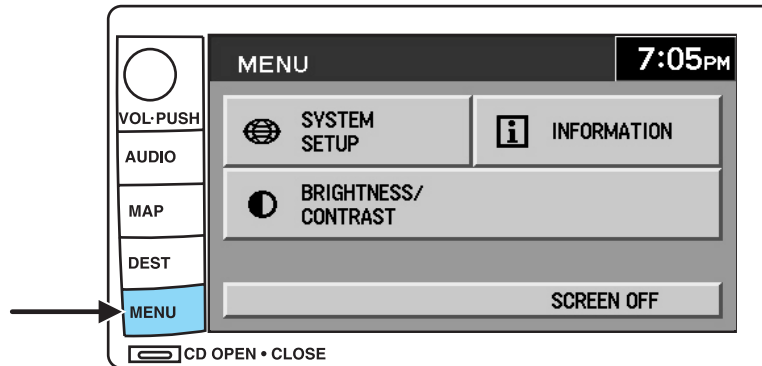 MENU
7:05PM
VOL·PUSH
AUDIO
MAP
DEST
MENU
SYSTEM
SETUP
INFORMATION
BRIGHTNESS/
CONTRAST
SCREEN OFF
CD OPEN • CLOSE